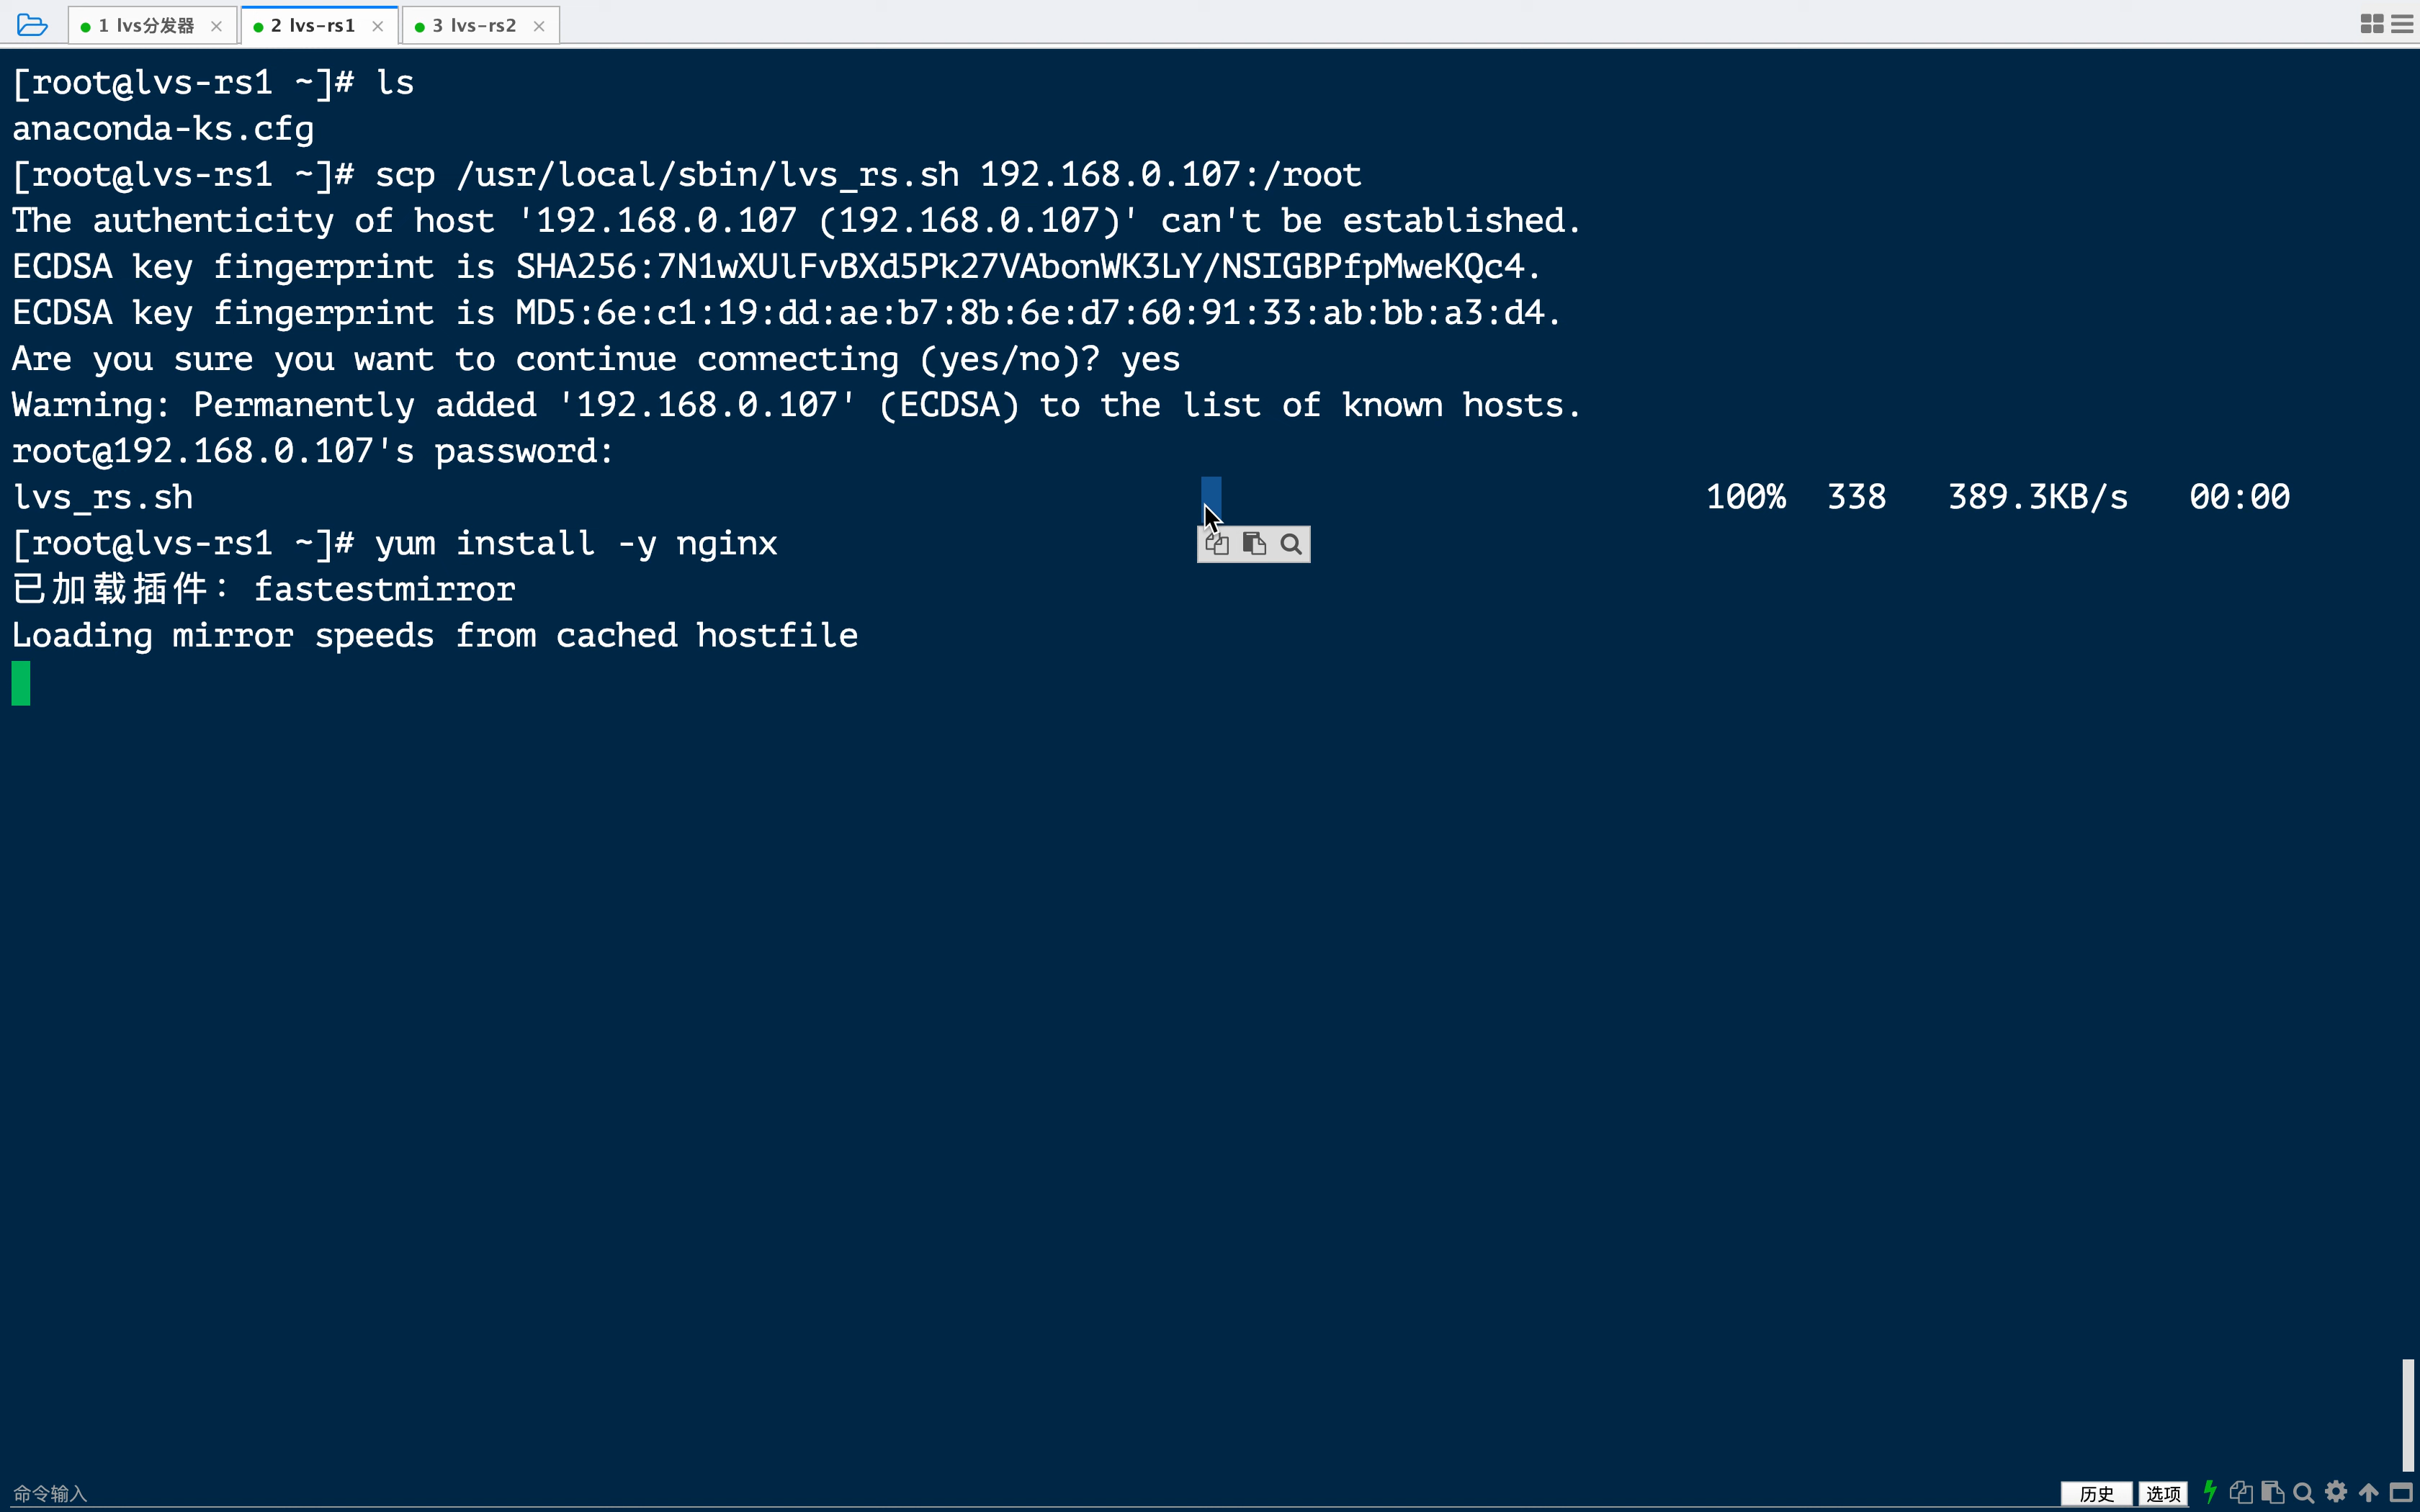 1 lvs分发器
2 lvs-rs1
3 lvs-rs2
[root@lvs-rs1 ~]# ls
anaconda-ks.cfg
[root@lvs-rs1 ~]# scp /usr/local/sbin/lvs_rs.sh 192.168.0.107:/root
The authenticity of host '192.168.0.107 (192.168.0.107)' can't be established.
ECDSA key fingerprint is SHA256:7N1wXUlFvBXd5Pk27VAbonWK3LY/NSIGBPfpMweKQc4.
ECDSA key fingerprint is MD5:6e:c1:19:dd:ae:b7:8b:6e:d7:60:91:33:ab:bb:a3:d4.
Are you sure you want to continue connecting (yes/no)? yes
Warning: Permanently added '192.168.0.107' (ECDSA) to the list of known hosts.
root@192.168.0.107's password:
lvs_rs.sh 100% 338 389.3KB/s 00:00
[root@lvs-rs1 ~]# yum install -y nginx
已加载插件：fastestmirror
Loading mirror speeds from cached hostfile
命令输入
历史
选项